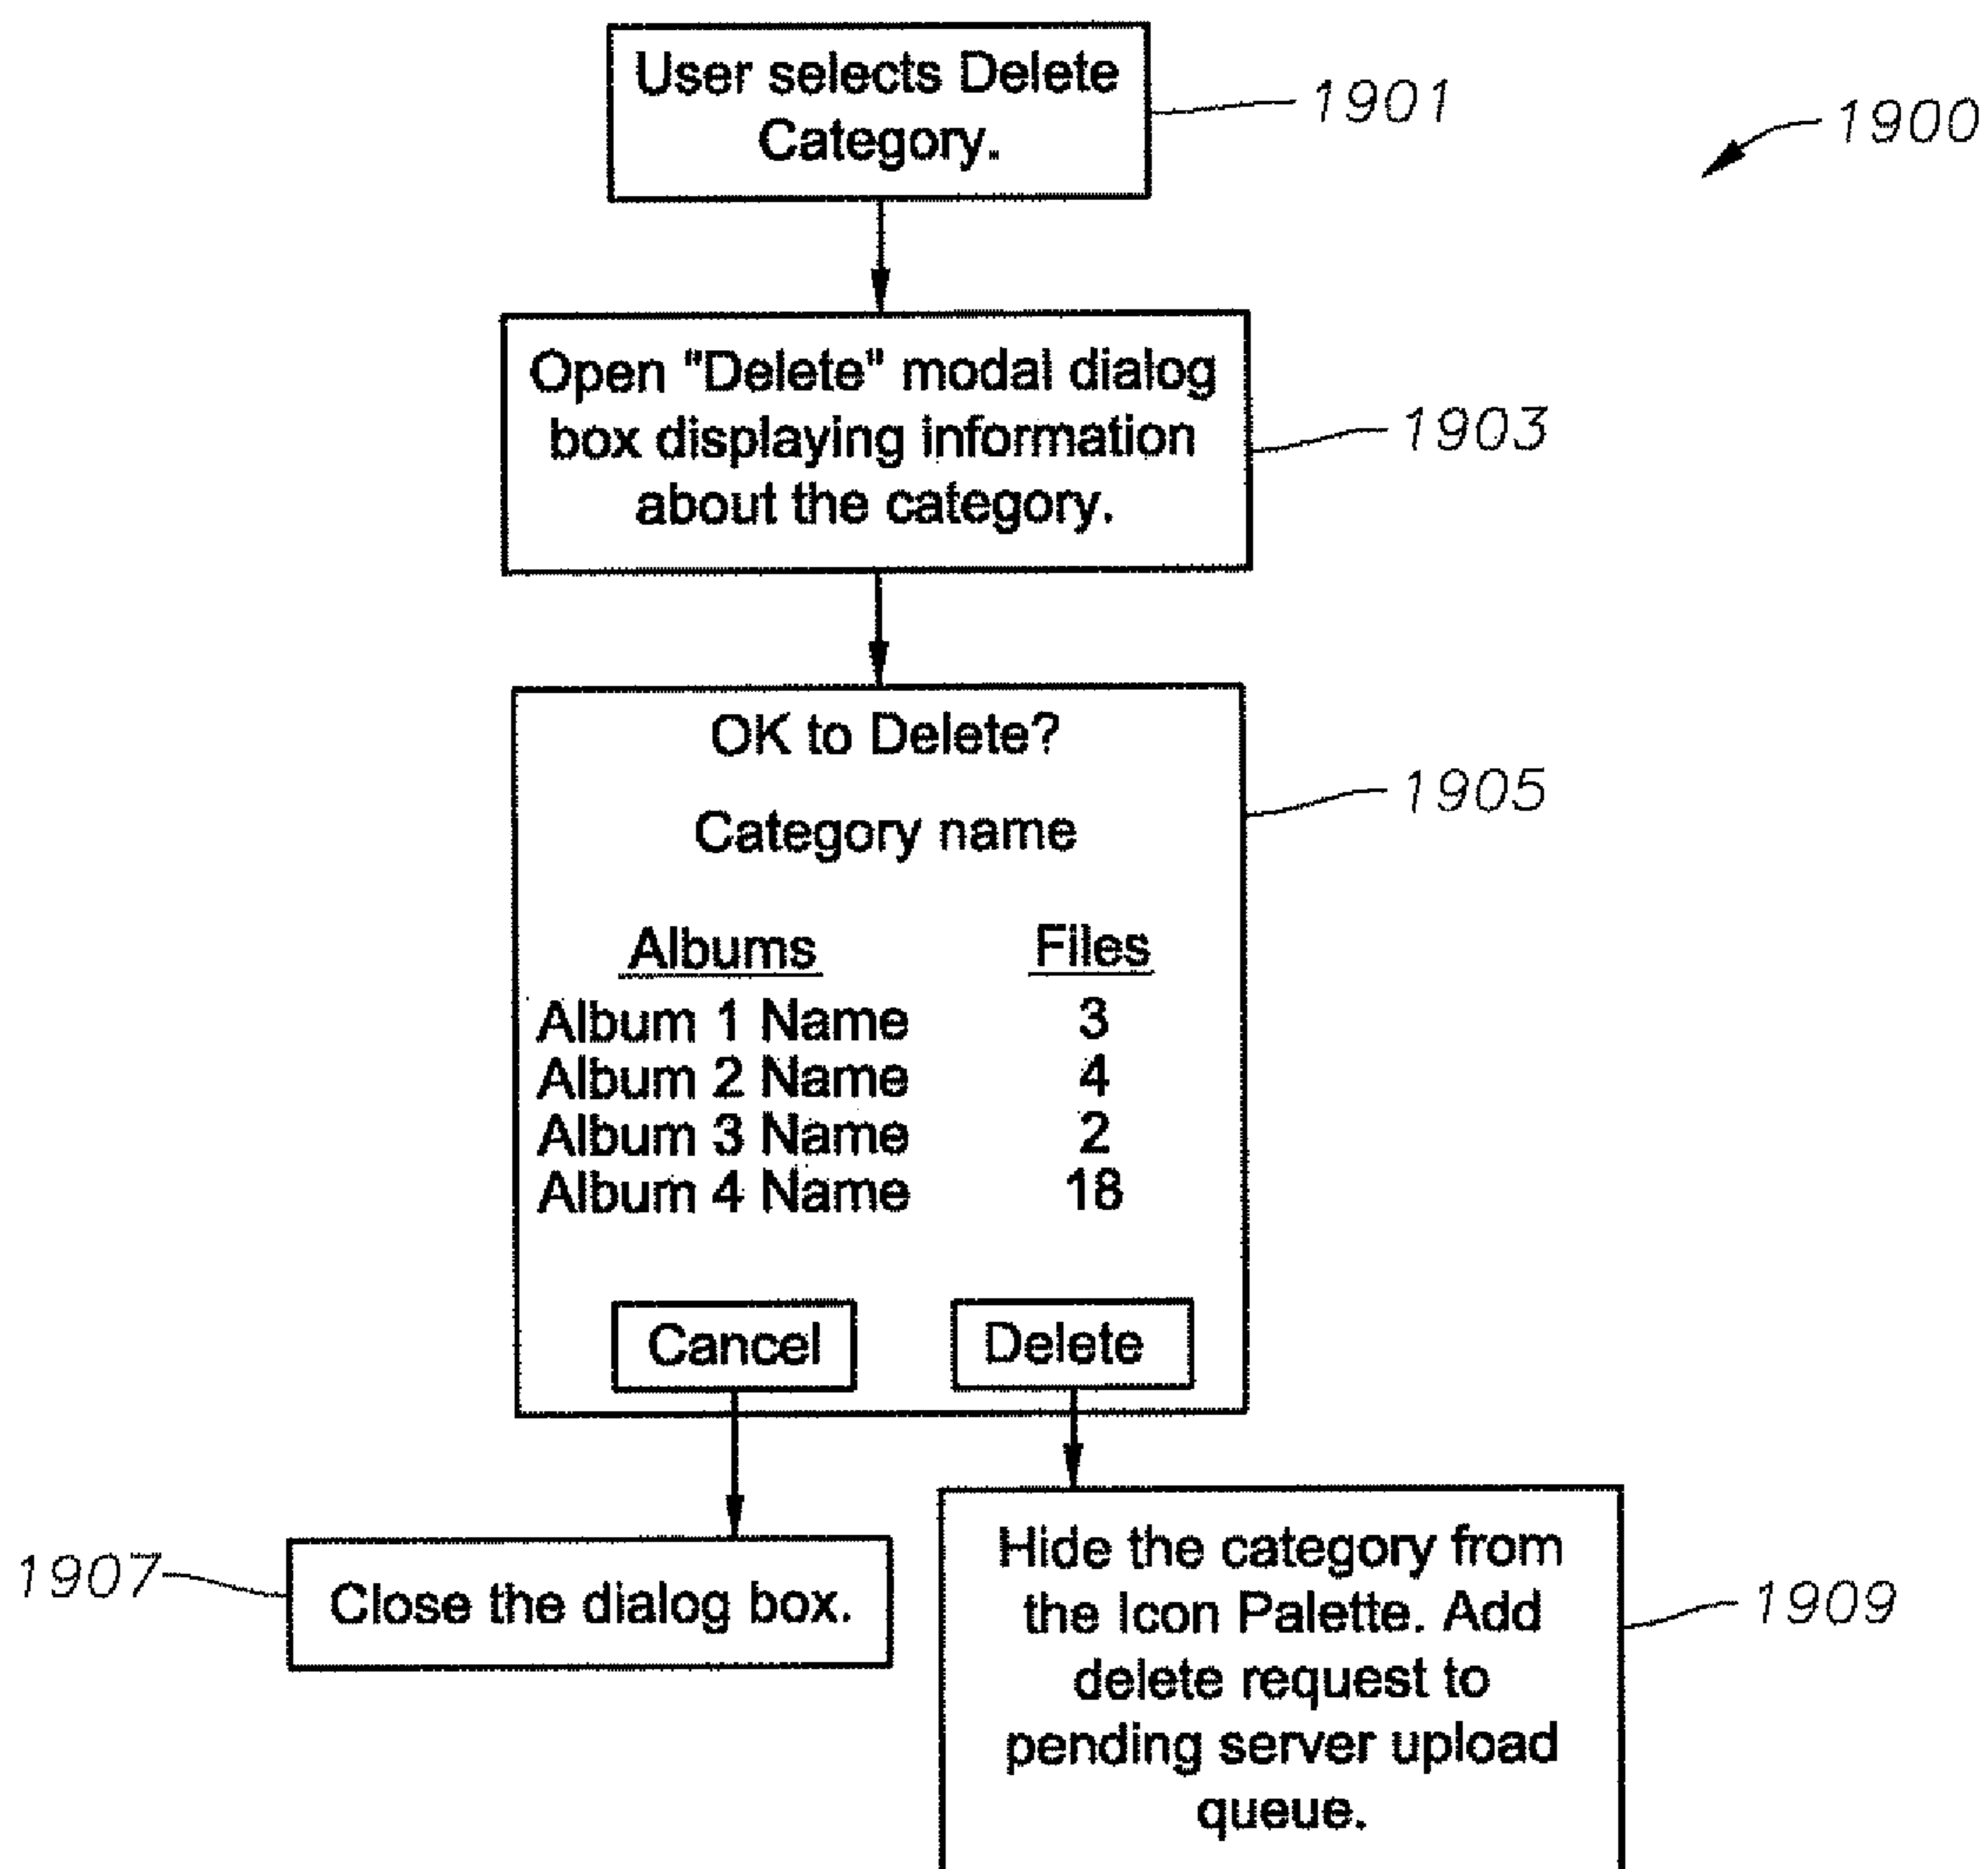 User selects Delete
Category.
1901
1900
Open "Delete" modal dialog
box displaying information
about the category.
1903
OK to Delete?
Category name
1905
Albums Files
Album 1 Name 3
Album 2 Name 4
Album 3 Name 2
Album 4 Name 18
Cancel Delete
1907
Close the dialog box.
Hide the category from
the Icon Palette. Add
delete request to
pending server upload
queue.
1909